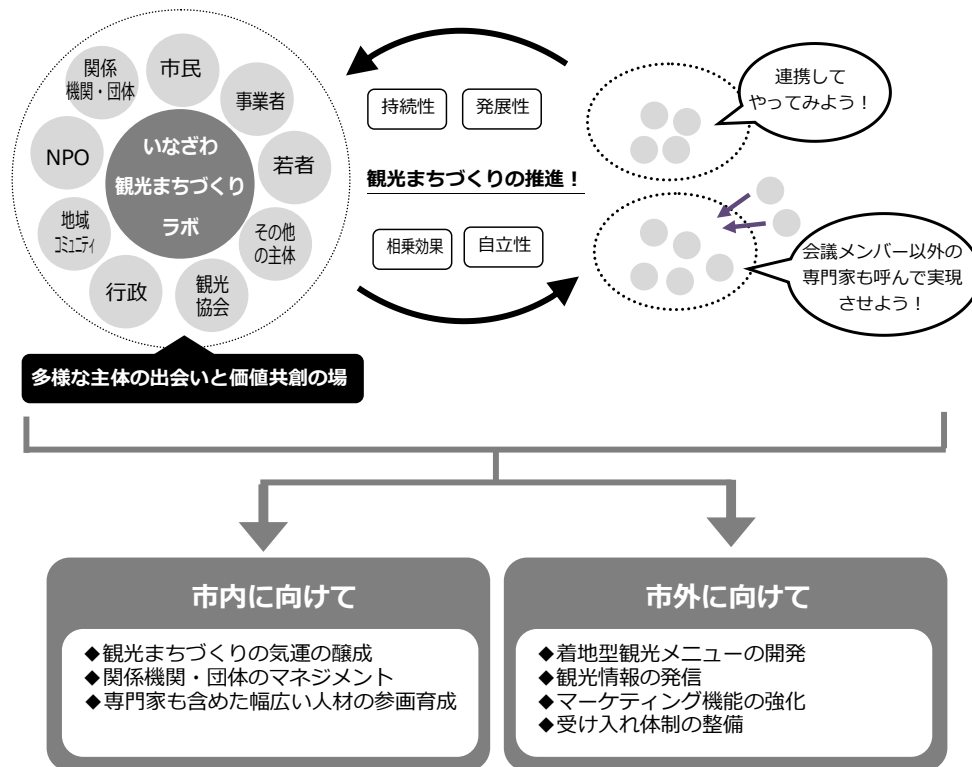 関係
機関・団体
市民
事業者
NPO
いなざわ
観光まちづくり
ラボ
若者
地域
コミュニティ
その他
の主体
行政
観光
協会
多様な主体の出会いと価値共創の場
持続性
発展性
観光まちづくりの推進！
相乗効果
自立性
連携して
やってみよう！
会議メンバー以外の
専門家も呼んで実現
させよう！
市内に向けて
◆観光まちづくりの気運の醸成
◆関係機関・団体のマネジメント
◆専門家も含めた幅広い人材の参画育成
市外に向けて
◆着地型観光メニューの開発
◆観光情報の発信
◆マーケティング機能の強化
◆受け入れ体制の整備